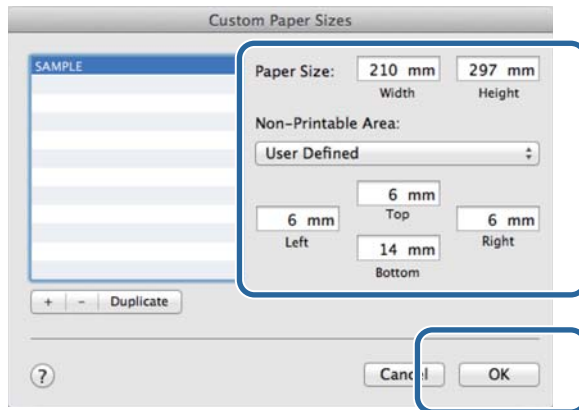 Custom Paper Sizes
SAMPLE
Paper Size:
210 mm
297 mm
Width
Height
Non-Printable Area:
User Defined
6 mm
Top
6 mm
6 mm
Left
Right
14 mm
Bottom
+ - Duplicate
?
Cancel
OK